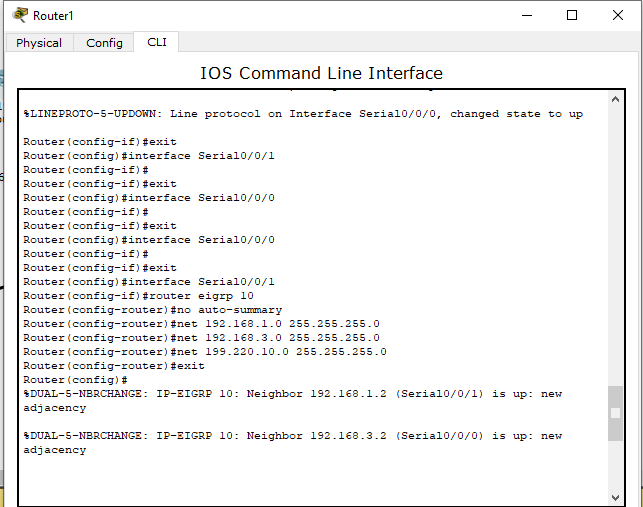 Router1
Physical Config CLI
IOS Command Line Interface
%LINEPROTO-5-UPDOWN: Line protocol on Interface Serial0/0/0, changed state to up
Router(config-if)#exit
Router(config)#interface Serial0/0/1
Router(config-if)#
Router(config-if)#exit
Router(config)#interface Serial0/0/0
Router(config-if)#
Router(config-if)#exit
Router(config)#interface Serial0/0/0
Router(config-if)#
Router(config-if)#exit
Router(config)#interface Serial0/0/1
Router(config-if)#router eigrp 10
Router(config-router)#no auto-summary
Router(config-router)#net 192.168.1.0 255.255.255.0
Router(config-router)#net 192.168.3.0 255.255.255.0
Router(config-router)#net 199.220.10.0 255.255.255.0
Router(config-router)#exit
Router(config)#
%DUAL-5-NBRCHANGE: IP-EIGRP 10: Neighbor 192.168.1.2 (Serial0/0/1) is up: new
adjacency
%DUAL-5-NBRCHANGE: IP-EIGRP 10: Neighbor 192.168.3.2 (Serial0/0/0) is up: new
adjacency